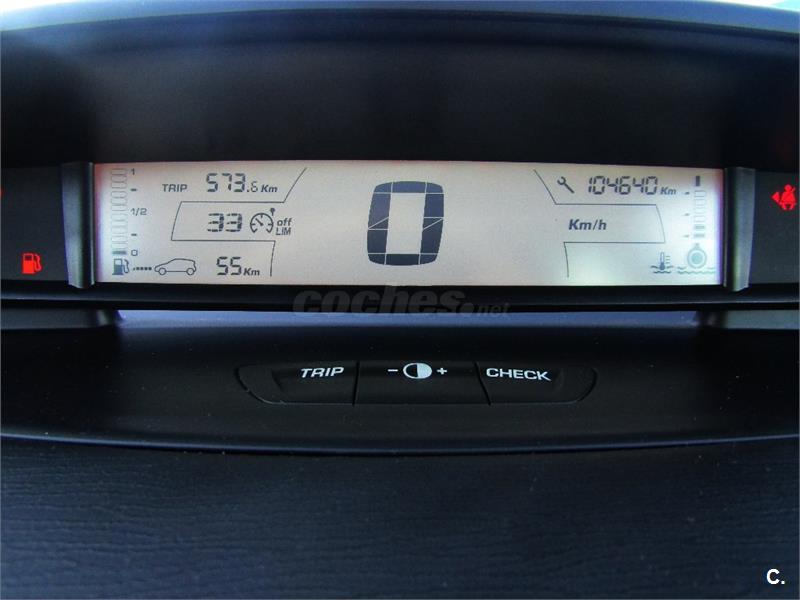 1
TRIP 573.6 Km
104640 Km
1/2
33 off
LIM
0
Km/h
0
55 Km
coches.net
TRIP - + CHECK
C.